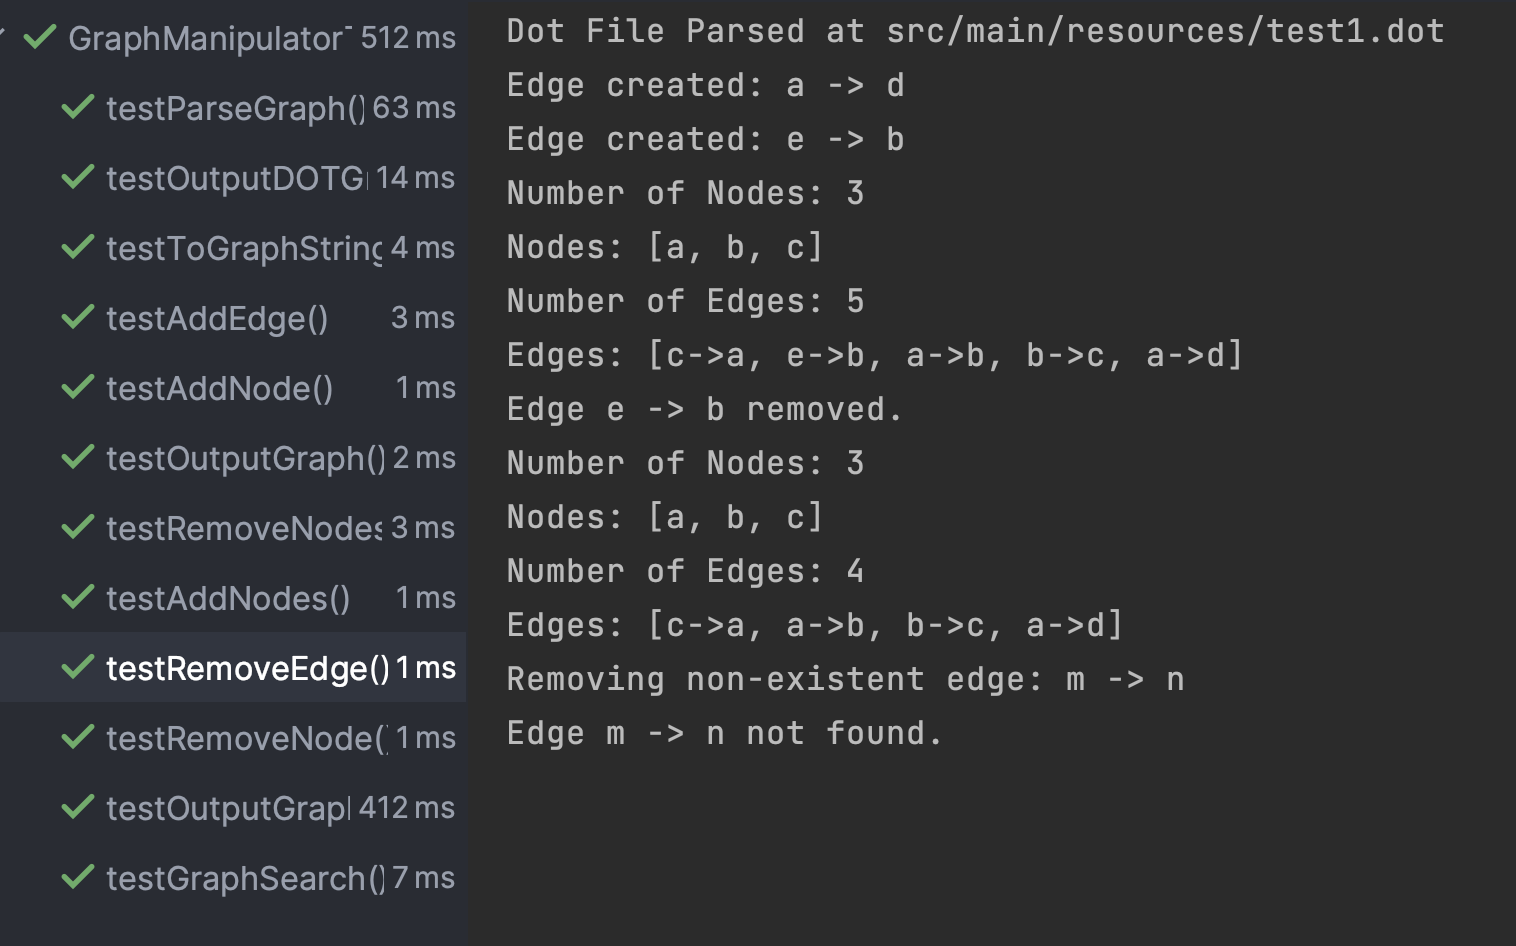 GraphManipulator 512 ms
testParseGraph() 63 ms
testOutputDOTG 14 ms
testToGraphString 4 ms
testAddEdge() 3 ms
testAddNode() 1 ms
testOutputGraph() 2 ms
testRemoveNodes 3 ms
testAddNodes() 1 ms
testRemoveEdge() 1 ms
testRemoveNode( 1 ms
testOutputGrap 412 ms
testGraphSearch() 7 ms
Dot File Parsed at src/main/resources/test1.dot
Edge created: a -> d
Edge created: e -> b
Number of Nodes: 3
Nodes: [a, b, c]
Number of Edges: 5
Edges: [c->a, e->b, a->b, b->c, a->d]
Edge e -> b removed.
Number of Nodes: 3
Nodes: [a, b, c]
Number of Edges: 4
Edges: [c->a, a->b, b->c, a->d]
Removing non-existent edge: m -> n
Edge m -> n not found.